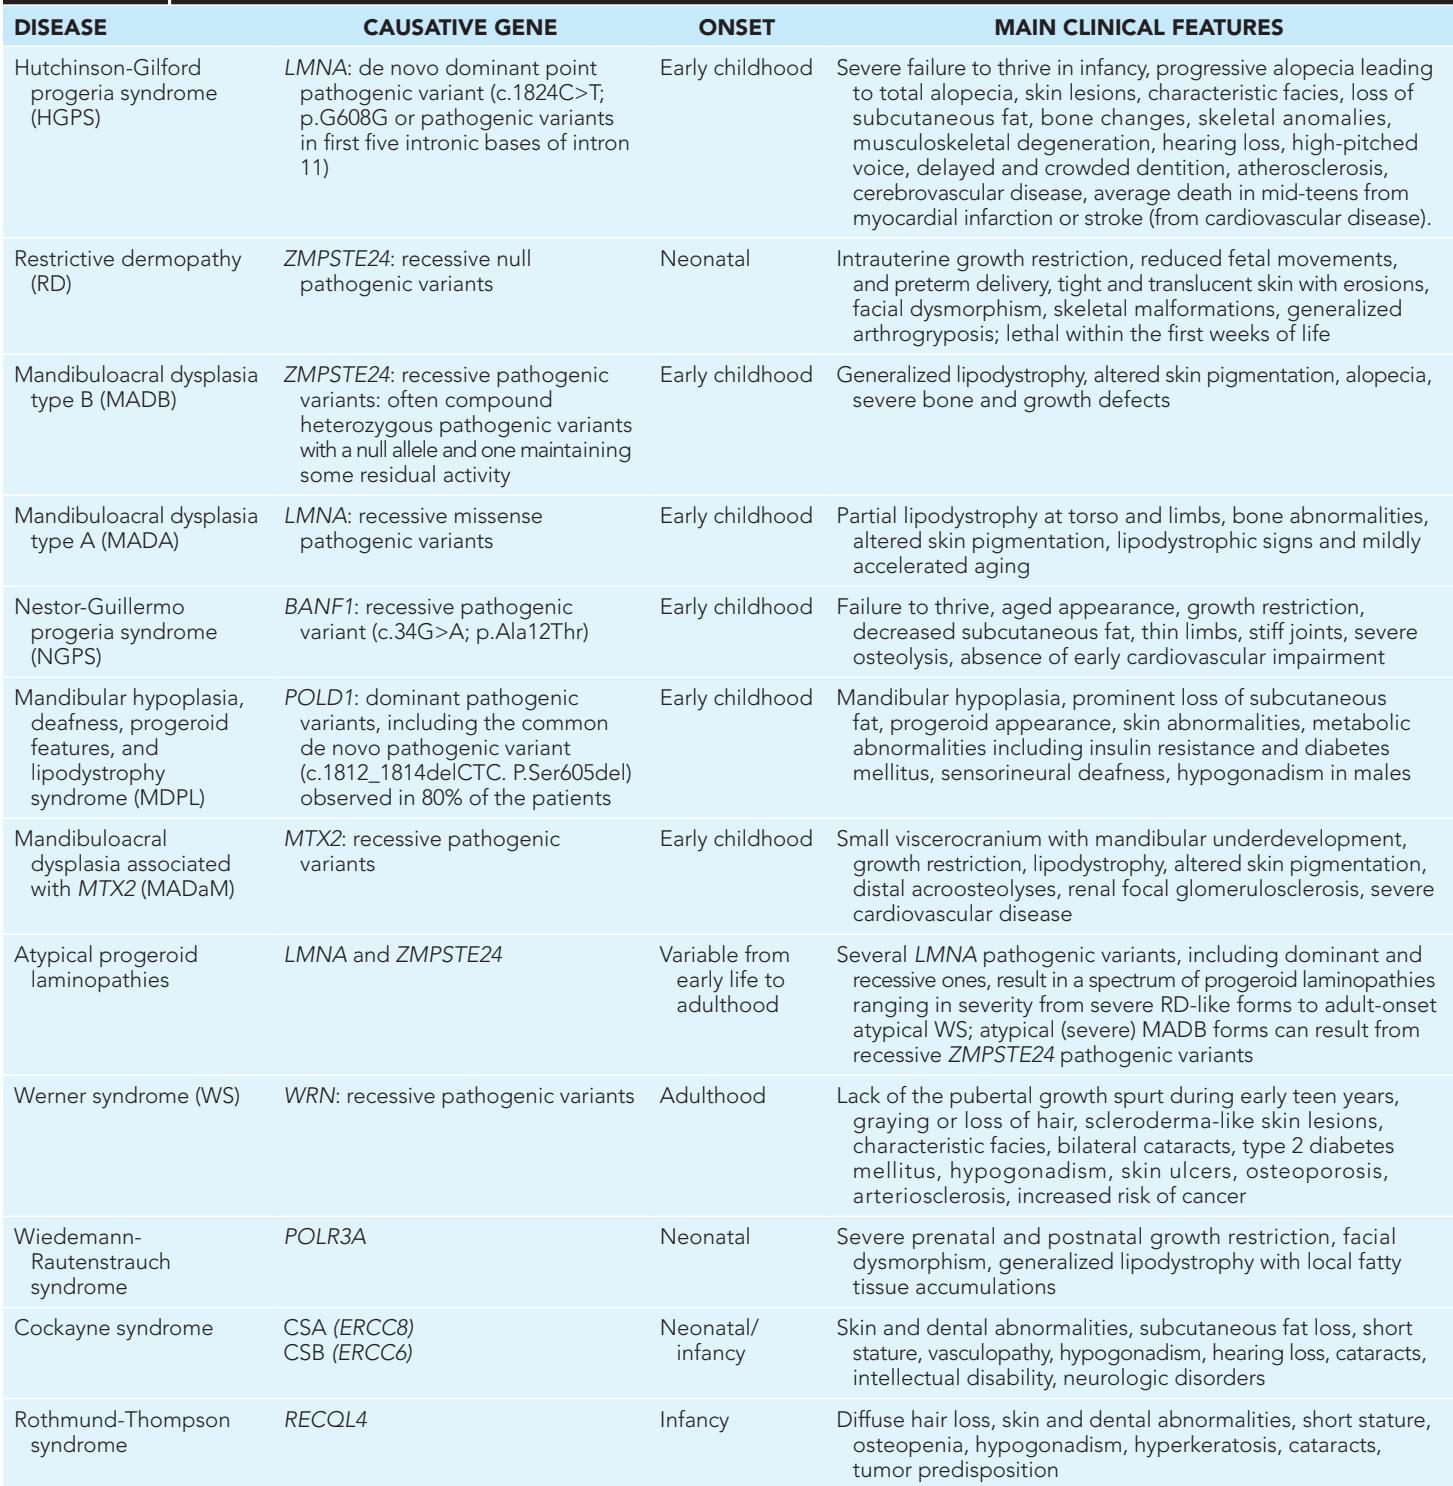 DISEASE CAUSATIVE GENE ONSET MAIN CLINICAL FEATURES
Hutchinson-Gilford
progeria syndrome
(HGPS)
LMNA: de novo dominant point
pathogenic variant (c.1824C>T;
p.G608G or pathogenic variants
in first five intronic bases of intron
11)
Early childhood
Severe failure to thrive in infancy, progressive alopecia leading
to total alopecia, skin lesions, characteristic facies, loss of
subcutaneous fat, bone changes, skeletal anomalies,
musculoskeletal degeneration, hearing loss, high-pitched
voice, delayed and crowded dentition, atherosclerosis,
cerebrovascular disease, average death in mid-teens from
myocardial infarction or stroke (from cardiovascular disease).
Restrictive dermopathy
(RD)
ZMPSTE24: recessive null
pathogenic variants
Neonatal
Intrauterine growth restriction, reduced fetal movements,
and preterm delivery, tight and translucent skin with erosions,
facial dysmorphism, skeletal malformations, generalized
arthrogryposis; lethal within the first weeks of life
Mandibuloacral dysplasia
type B (MADB)
ZMPSTE24: recessive pathogenic
variants: often compound
heterozygous pathogenic variants
with a null allele and one maintaining
some residual activity
Early childhood
Generalized lipodystrophy, altered skin pigmentation, alopecia,
severe bone and growth defects
Mandibuloacral dysplasia
type A (MADA)
LMNA: recessive missense
pathogenic variants
Early childhood
Partial lipodystrophy at torso and limbs, bone abnormalities,
altered skin pigmentation, lipodystrophic signs and mildly
accelerated aging
Nestor-Guillermo
progeria syndrome
(NGPS)
BANF1: recessive pathogenic
variant (c.34G>A; p.Ala12Thr)
Early childhood
Failure to thrive, aged appearance, growth restriction,
decreased subcutaneous fat, thin limbs, stiff joints, severe
osteolysis, absence of early cardiovascular impairment
Mandibular hypoplasia,
deafness, progeroid
features, and
lipodystrophy
syndrome (MDPL)
POLD1: dominant pathogenic
variants, including the common
de novo pathogenic variant
(c.1812_1814delCTC. P.Ser605del)
observed in 80% of the patients
Early childhood
Mandibular hypoplasia, prominent loss of subcutaneous
fat, progeroid appearance, skin abnormalities, metabolic
abnormalities including insulin resistance and diabetes
mellitus, sensorineural deafness, hypogonadism in males
Mandibuloacral
dysplasia associated
with MTX2 (MADaM)
MTX2: recessive pathogenic
variants
Early childhood
Small viscerocranium with mandibular underdevelopment,
growth restriction, lipodystrophy, altered skin pigmentation,
distal acroosteolyses, renal focal glomerulosclerosis, severe
cardiovascular disease
Atypical progeroid
laminopathies
LMNA and ZMPSTE24
Variable from
early life to
adulthood
Several LMNA pathogenic variants, including dominant and
recessive ones, result in a spectrum of progeroid laminopathies
ranging in severity from severe RD-like forms to adult-onset
atypical WS; atypical (severe) MADB forms can result from
recessive ZMPSTE24 pathogenic variants
Werner syndrome (WS)
WRN: recessive pathogenic variants
Adulthood
Lack of the pubertal growth spurt during early teen years,
graying or loss of hair, scleroderma-like skin lesions,
characteristic facies, bilateral cataracts, type 2 diabetes
mellitus, hypogonadism, skin ulcers, osteoporosis,
arteriosclerosis, increased risk of cancer
Wiedemann-
Rautenstrauch
syndrome
POLR3A
Neonatal
Severe prenatal and postnatal growth restriction, facial
dysmorphism, generalized lipodystrophy with local fatty
tissue accumulations
Cockayne syndrome
CSA (ERCC8)
CSB (ERCC6)
Neonatal/
infancy
Skin and dental abnormalities, subcutaneous fat loss, short
stature, vasculopathy, hypogonadism, hearing loss, cataracts,
intellectual disability, neurologic disorders
Rothmund-Thompson
syndrome
RECQL4
Infancy
Diffuse hair loss, skin and dental abnormalities, short stature,
osteopenia, hypogonadism, hyperkeratosis, cataracts,
tumor predisposition